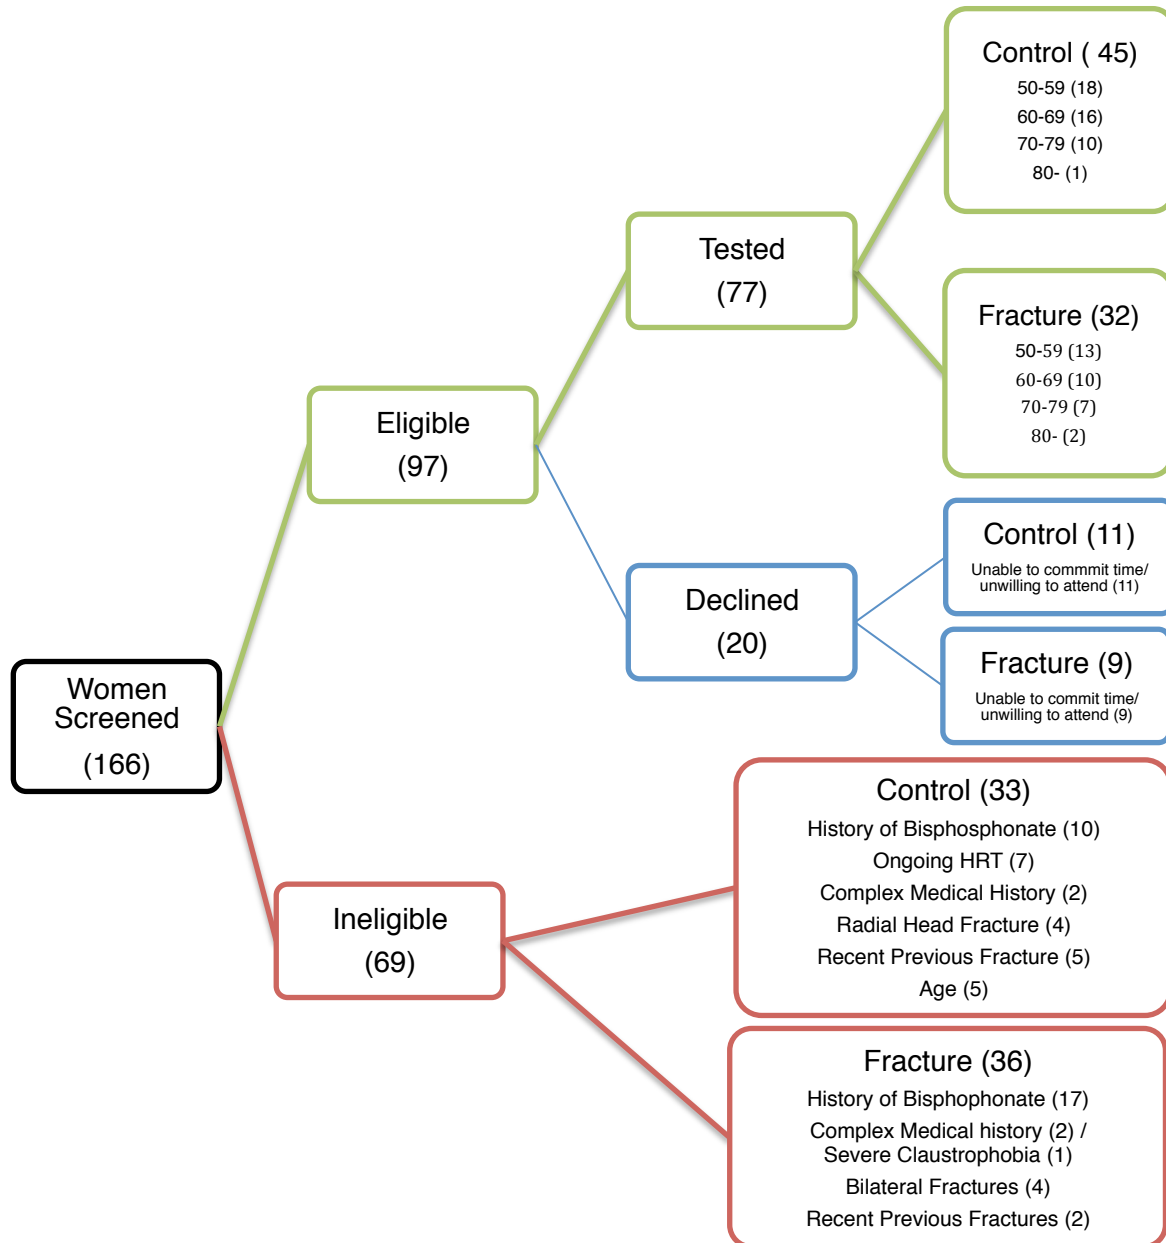 Control ( 45)
50-59 (18)
60-69 (16)
70-79 (10)
80- (1)
Tested
(77)
Fracture (32)
50-59 (13)
60-69 (10)
70-79 (7)
80- (2)
Eligible
(97)
Control (11)
Unable to commmit time/
unwilling to attend (11)
Declined
(20)
Fracture (9)
Unable to commit time/
unwilling to attend (9)
Women
Screened
(166)
Control (33)
History of Bisphosphonate (10)
Ongoing HRT (7)
Complex Medical History (2)
Radial Head Fracture (4)
Recent Previous Fracture (5)
Age (5)
Ineligible
(69)
Fracture (36)
History of Bisphophonate (17)
Complex Medical history (2) /
Severe Claustrophobia (1)
Bilateral Fractures (4)
Recent Previous Fractures (2)